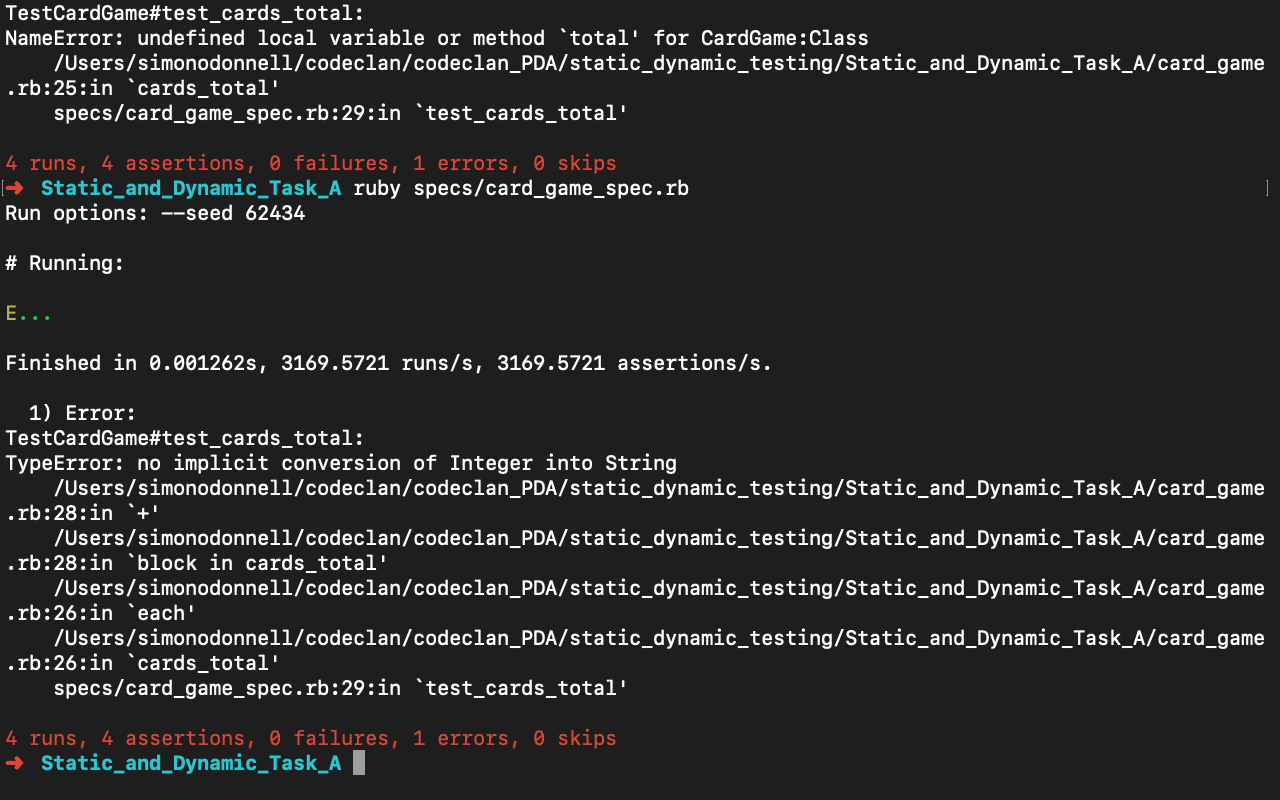 TestCardGame#test_cards_total:
NameError: undefined local variable or method `total' for CardGame:Class
    /Users/simonodonnell/codeclan/codeclan_PDA/static_dynamic_testing/Static_and_Dynamic_Task_A/card_game
.rb:25:in `cards_total'
    specs/card_game_spec.rb:29:in `test_cards_total'

4 runs, 4 assertions, 0 failures, 1 errors, 0 skips
[➜  Static_and_Dynamic_Task_A ruby specs/card_game_spec.rb ]
Run options: --seed 62434

# Running:

E...

Finished in 0.001262s, 3169.5721 runs/s, 3169.5721 assertions/s.

  1) Error:
TestCardGame#test_cards_total:
TypeError: no implicit conversion of Integer into String
    /Users/simonodonnell/codeclan/codeclan_PDA/static_dynamic_testing/Static_and_Dynamic_Task_A/card_game
.rb:28:in `+'
    /Users/simonodonnell/codeclan/codeclan_PDA/static_dynamic_testing/Static_and_Dynamic_Task_A/card_game
.rb:28:in `block in cards_total'
    /Users/simonodonnell/codeclan/codeclan_PDA/static_dynamic_testing/Static_and_Dynamic_Task_A/card_game
.rb:26:in `each'
    /Users/simonodonnell/codeclan/codeclan_PDA/static_dynamic_testing/Static_and_Dynamic_Task_A/card_game
.rb:26:in `cards_total'
    specs/card_game_spec.rb:29:in `test_cards_total'

4 runs, 4 assertions, 0 failures, 1 errors, 0 skips
➜  Static_and_Dynamic_Task_A